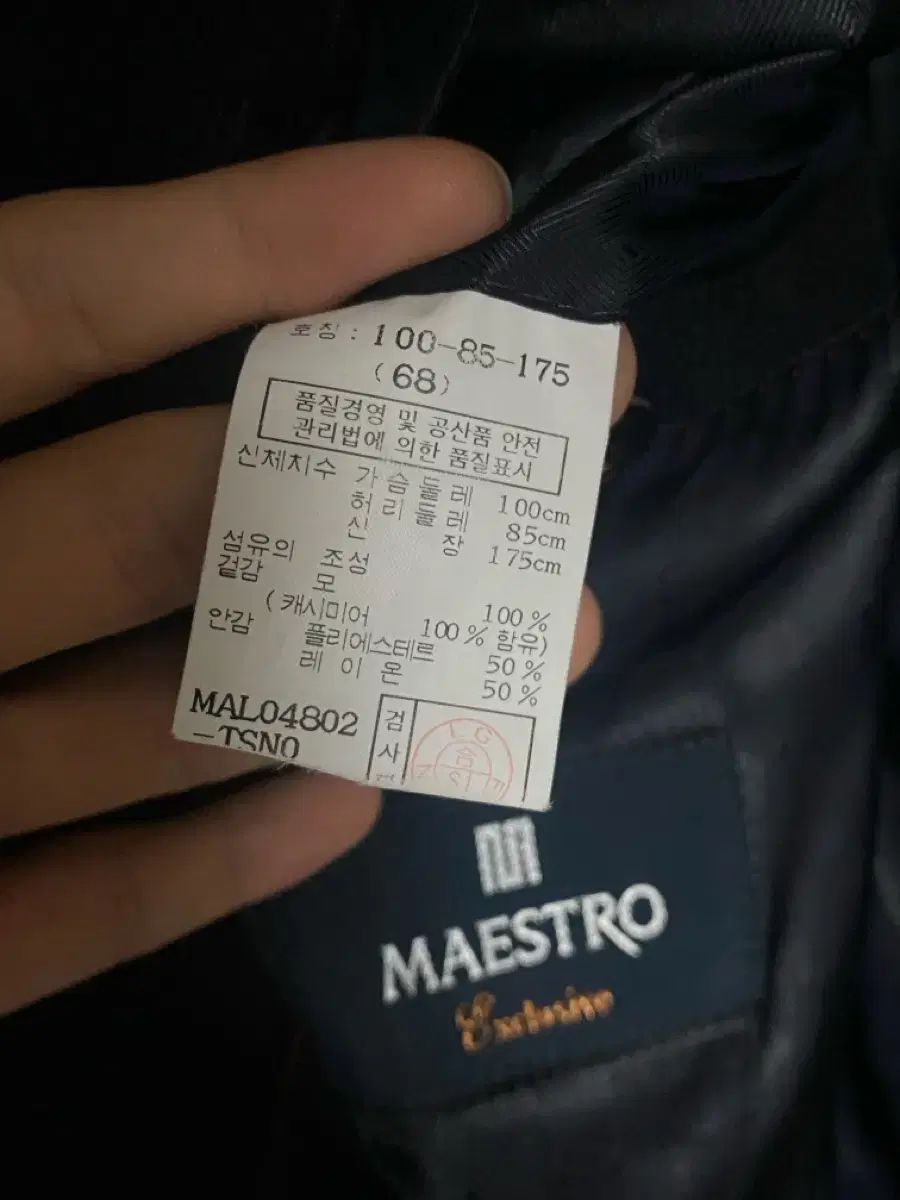 호칭 : 100-85-175
(68)
품질경영 및 공산품 안전
관리법에 의한 품질표시
신체치수 가슴둘레 100cm
허리둘레 85cm
신장 175cm
섬유의 조성
겉감 모 100%
(캐시미어 100% 함유)
안감 폴리에스테르 50%
레이온 50%
MAL04802
-TSN0
검사
LG
합
MAESTRO
Exclusive